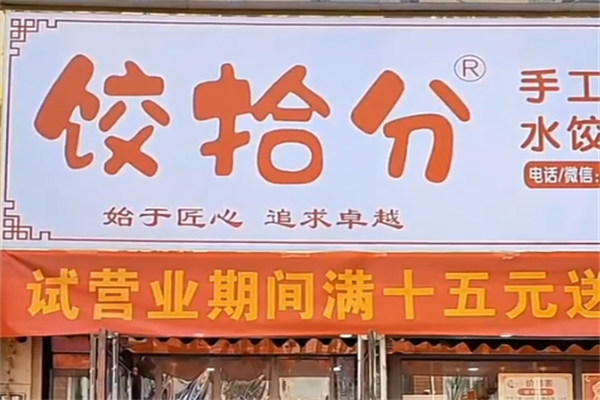 饺拾分®
手工
水饺
电话/微信:
始于匠心 追求卓越
试营业期间满十五元送